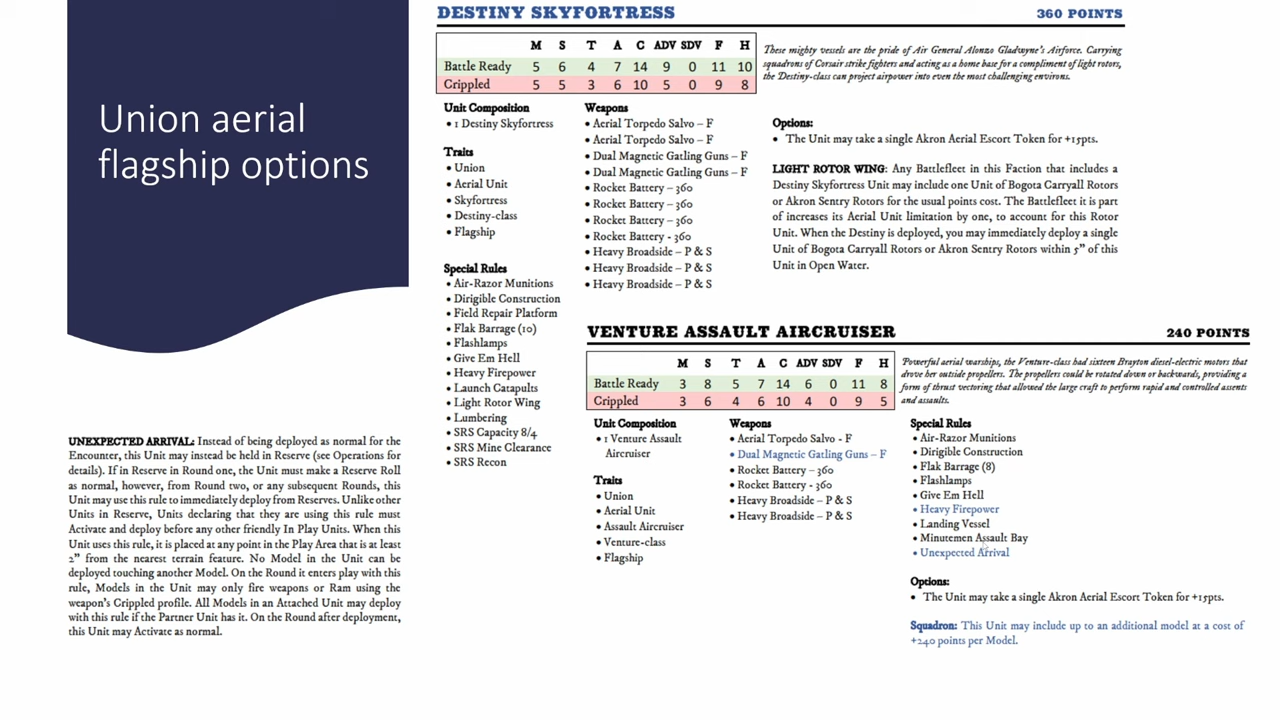 Union aerial
flagship options
UNEXPECTED ARRIVAL: Instead of being deployed as normal for the
Encounter, this Unit may instead be held in Reserve (see Operations for
details). If in Reserve in Round one, the Unit must make a Reserve Roll
as normal, however, from Round two, or any subsequent Rounds, this
Unit may use this rule to immediately deploy from Reserves. Unlike other
Units in Reserve, Units declaring that they are using this rule must
Activate and deploy before any other friendly In Play Units. When this
Unit uses this rule, it is placed at any point in the Play Area that is at least
2” from the nearest terrain feature. No Model in the Unit can be
deployed touching another Model. On the Round it enters play with this
rule, Models in the Unit may only fire weapons or Ram using the
weapon’s Crippled profile. All Models in an Attached Unit may deploy
with this rule if the Partner Unit has it. On the Round after deployment,
this Unit may Activate as normal.
DESTINY SKYFORTRESS 360 POINTS
M S T A C ADV SDV F H
Battle Ready 5 6 4 7 14 9 0 11 10
Crippled 5 5 3 6 10 5 0 9 8
These mighty vessels are the pride of Air General Alonzo Gladwyne's Airforce. Carrying
squadrons of Corsair strike fighters and acting as a home base for a compliment of light rotors,
the Destiny-class can project airpower into even the most challenging environs.
Unit Composition
• 1 Destiny Skyfortress
Traits
• Union
• Aerial Unit
• Skyfortress
• Destiny-class
• Flagship
Special Rules
• Air-Razor Munitions
• Dirigible Construction
• Field Repair Platform
• Flak Barrage (10)
• Flashlamps
• Give Em Hell
• Heavy Firepower
• Launch Catapults
• Light Rotor Wing
• Lumbering
• SRS Capacity 8/4
• SRS Mine Clearance
• SRS Recon
Weapons
• Aerial Torpedo Salvo – F
• Aerial Torpedo Salvo – F
• Dual Magnetic Gatling Guns – F
• Dual Magnetic Gatling Guns – F
• Rocket Battery – 360
• Rocket Battery – 360
• Rocket Battery – 360
• Rocket Battery - 360
• Heavy Broadside – P & S
• Heavy Broadside – P & S
• Heavy Broadside – P & S
Options:
• The Unit may take a single Akron Aerial Escort Token for +15pts.
LIGHT ROTOR WING: Any Battlefleet in this Faction that includes a
Destiny Skyfortress Unit may include one Unit of Bogota Carryall Rotors
or Akron Sentry Rotors for the usual points cost. The Battlefleet it is part
of increases its Aerial Unit limitation by one, to account for this Rotor
Unit. When the Destiny is deployed, you may immediately deploy a single
Unit of Bogota Carryall Rotors or Akron Sentry Rotors within 5” of this
Unit in Open Water.
VENTURE ASSAULT AIRCRUISER 240 POINTS
M S T A C ADV SDV F H
Battle Ready 3 8 5 7 14 6 0 11 8
Crippled 3 6 4 6 10 4 0 9 5
Powerful aerial warships, the Venture-class had sixteen Brayton diesel-electric motors that
drove her outside propellers. The propellers could be rotated down or backwards, providing a
form of thrust vectoring that allowed the large craft to perform rapid and controlled assents
and assaults.
Unit Composition
• 1 Venture Assault
Aircruiser
Traits
• Union
• Aerial Unit
• Assault Aircruiser
• Venture-class
• Flagship
Weapons
• Aerial Torpedo Salvo - F
• Dual Magnetic Gatling Guns – F
• Rocket Battery – 360
• Rocket Battery - 360
• Heavy Broadside – P & S
• Heavy Broadside – P & S
Special Rules
• Air-Razor Munitions
• Dirigible Construction
• Flak Barrage (8)
• Flashlamps
• Give Em Hell
• Heavy Firepower
• Landing Vessel
• Minutemen Assault Bay
• Unexpected Arrival
Options:
• The Unit may take a single Akron Aerial Escort Token for +15pts.
Squadron: This Unit may include up to an additional model at a cost of
+240 points per Model.